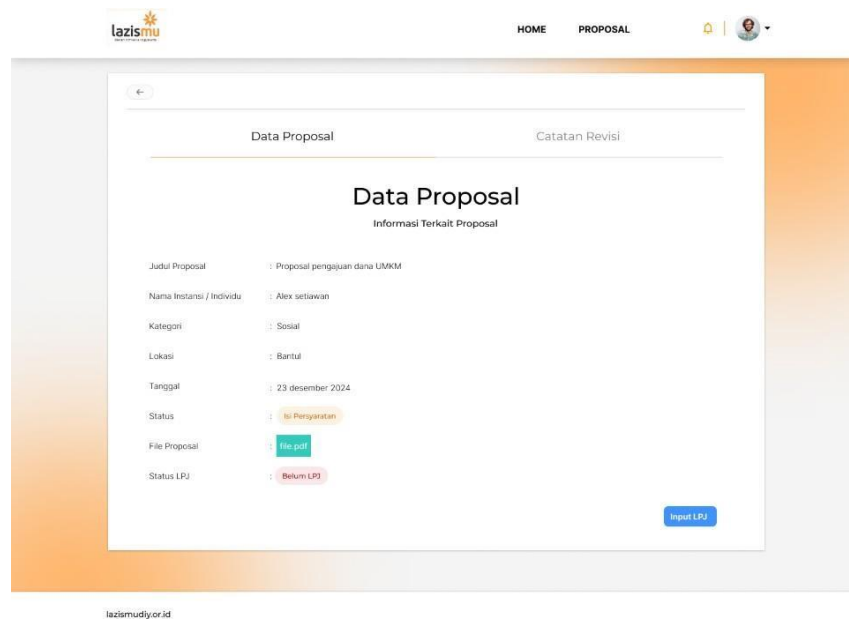 lazismu
HOME
PROPOSAL
Data Proposal
Catatan Revisi
Data Proposal
Informasi Terkait Proposal
Judul Proposal : Proposal pengajuan dana UMKM
Nama Instansi / Individu : Alex setiawan
Kategori : Sosial
Lokasi : Bantul
Tanggal : 23 desember 2024
Status : Isi Persyaratan
File Proposal : file.pdf
Status LPJ : Belum LPJ
Input LPJ
lazismudiy.or.id